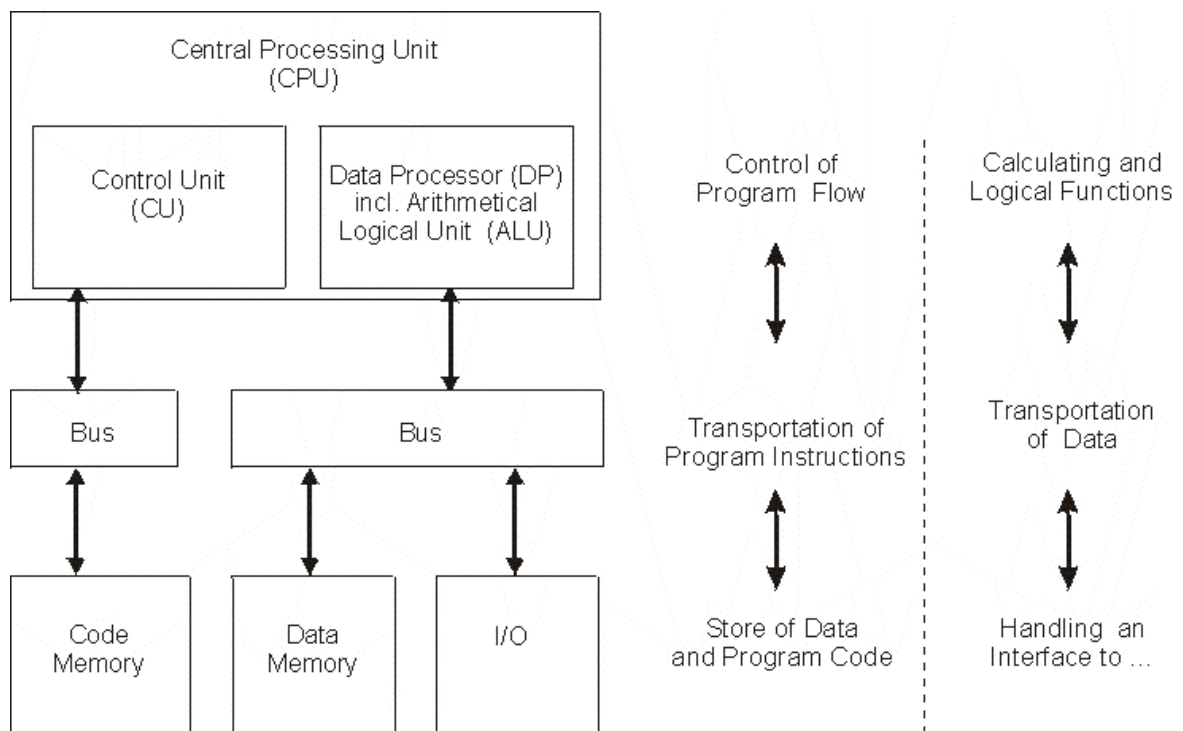 Central Processing Unit
(CPU)
Control Unit
(CU)
Data Processor (DP)
incl. Arithmetical
Logical Unit (ALU)
Bus
Bus
Code
Memory
Data
Memory
I/O
Control of
Program Flow
Transportation of
Program Instructions
Store of Data
and Program Code
Calculating and
Logical Functions
Transportation
of Data
Handling an
Interface to ...